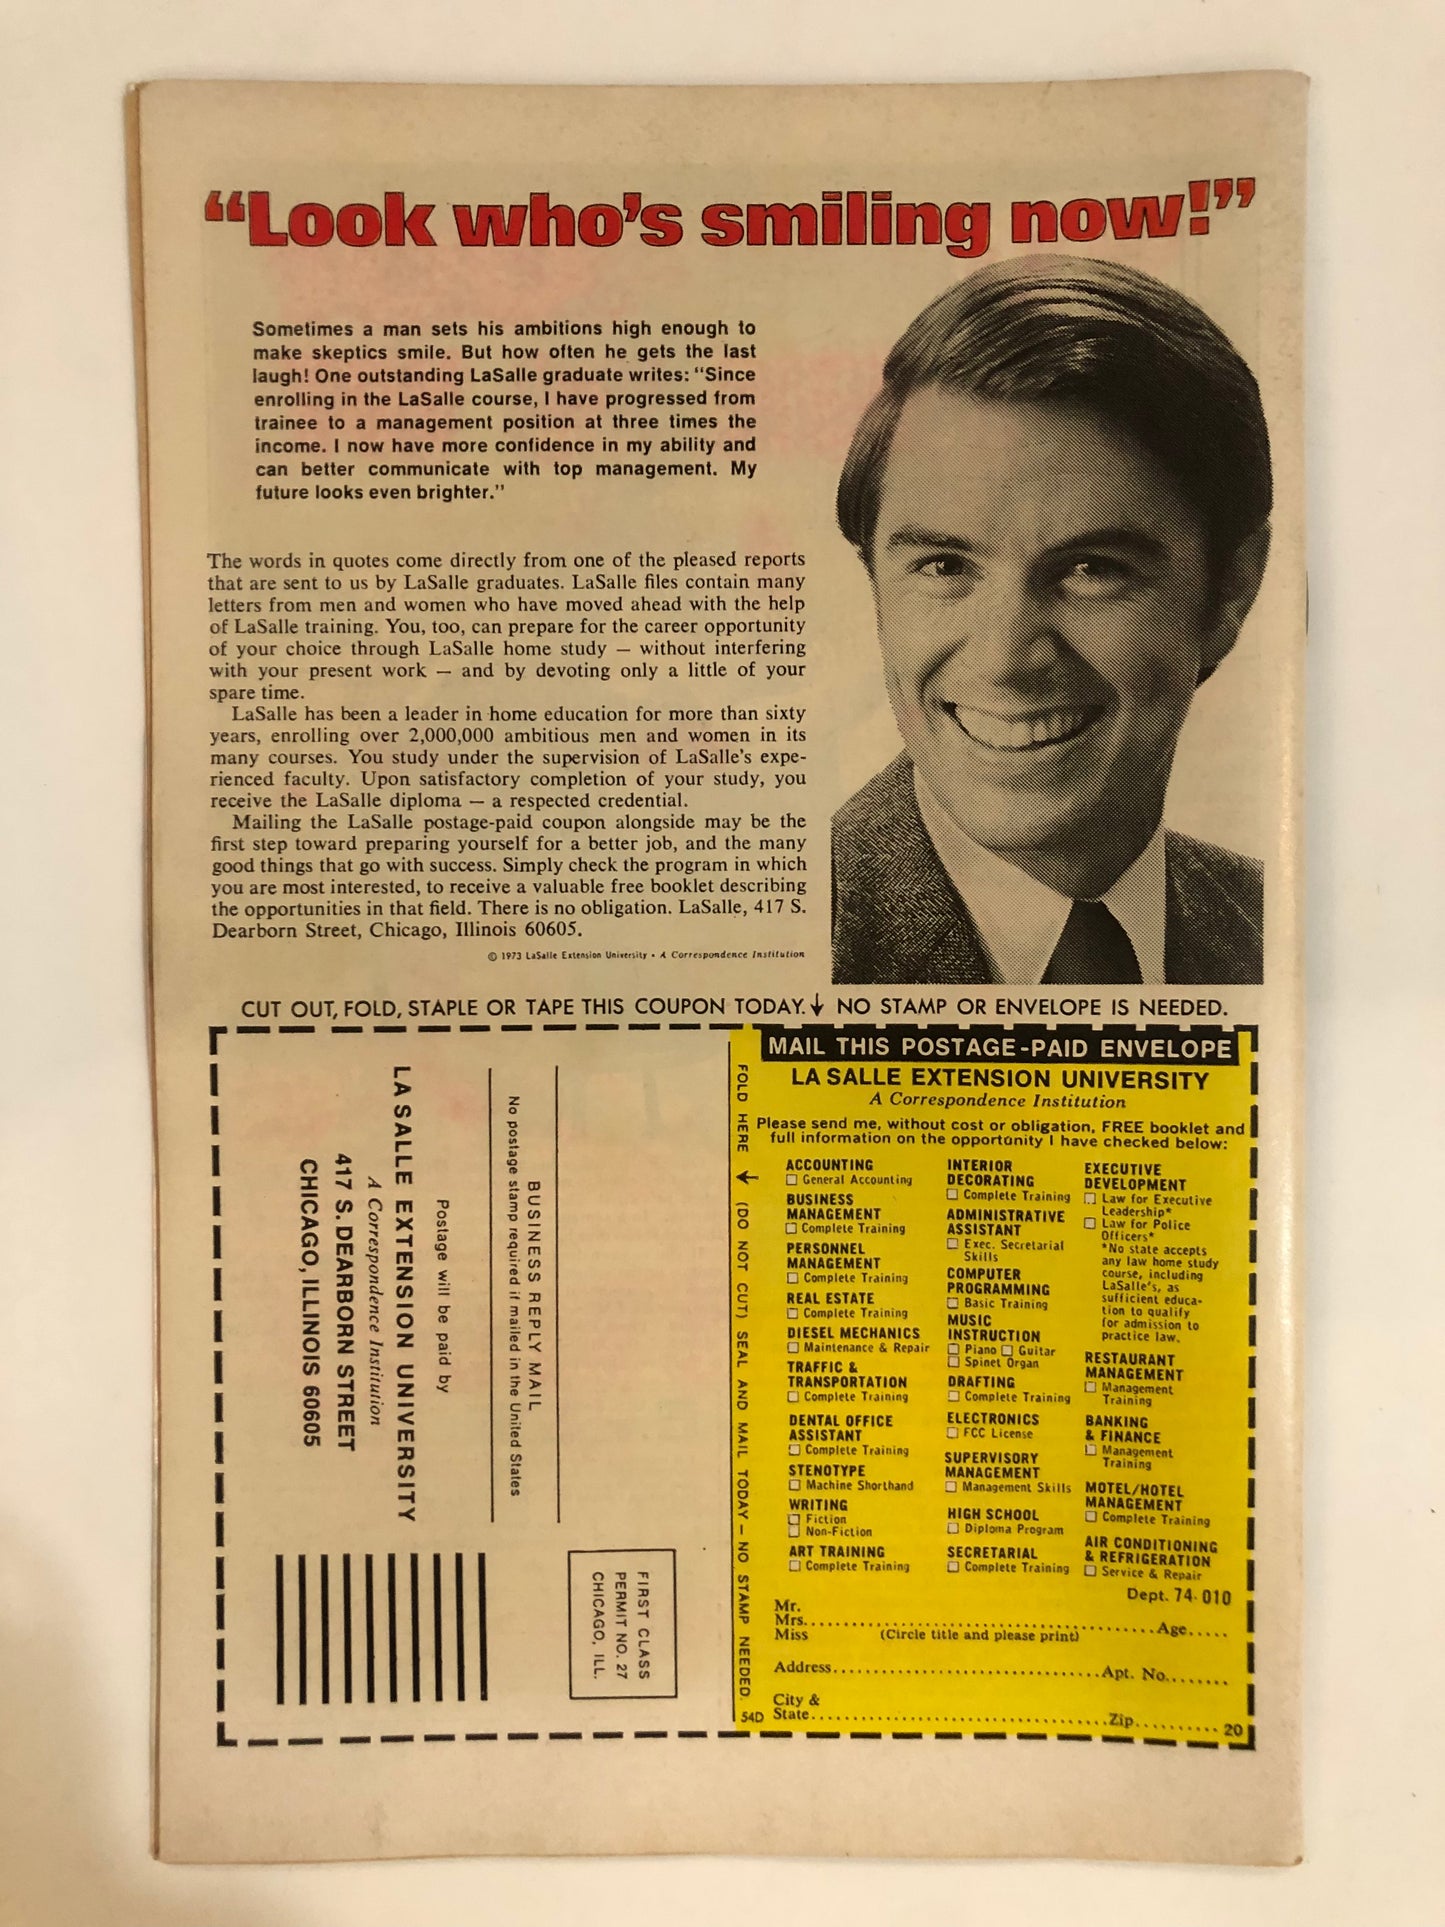 “Look who’s smiling now!”
Sometimes a man sets his ambitions high enough to
make skeptics smile. But how often he gets the last
laugh! One outstanding LaSalle graduate writes: “Since
enrolling in the LaSalle course, I have progressed from
trainee to a management position at three times the
income. I now have more confidence in my ability and
can better communicate with top management. My
future looks even brighter.”
The words in quotes come directly from one of the pleased reports
that are sent to us by LaSalle graduates. LaSalle files contain many
letters from men and women who have moved ahead with the help
of LaSalle training. You, too, can prepare for the career opportunity
of your choice through LaSalle home study — without interfering
with your present work — and by devoting only a little of your
spare time.
LaSalle has been a leader in home education for more than sixty
years, enrolling over 2,000,000 ambitious men and women in its
many courses. You study under the supervision of LaSalle’s expe-
rienced faculty. Upon satisfactory completion of your study, you
receive the LaSalle diploma — a respected credential.
Mailing the LaSalle postage-paid coupon alongside may be the
first step toward preparing yourself for a better job, and the many
good things that go with success. Simply check the program in which
you are most interested, to receive a valuable free booklet describing
the opportunities in that field. There is no obligation. LaSalle, 417 S.
Dearborn Street, Chicago, Illinois 60605.
© 1973 LaSalle Extension University • A Correspondence Institution
CUT OUT, FOLD, STAPLE OR TAPE THIS COUPON TODAY. ↓ NO STAMP OR ENVELOPE IS NEEDED.
FIRST CLASS
PERMIT NO. 27
CHICAGO, ILL.
BUSINESS REPLY MAIL
No postage stamp required if mailed in the United States
Postage will be paid by
LA SALLE EXTENSION UNIVERSITY
A Correspondence Institution
417 S. DEARBORN STREET
CHICAGO, ILLINOIS 60605
FOLD HERE ↓ (DO NOT CUT) SEAL AND MAIL TODAY — NO STAMP NEEDED.
54D
MAIL THIS POSTAGE-PAID ENVELOPE
LA SALLE EXTENSION UNIVERSITY
A Correspondence Institution
Please send me, without cost or obligation, FREE booklet and
full information on the opportunity I have checked below:
ACCOUNTING
☐ General Accounting
BUSINESS
MANAGEMENT
☐ Complete Training
PERSONNEL
MANAGEMENT
☐ Complete Training
REAL ESTATE
☐ Complete Training
DIESEL MECHANICS
☐ Maintenance & Repair
TRAFFIC &
TRANSPORTATION
☐ Complete Training
DENTAL OFFICE
ASSISTANT
☐ Complete Training
STENOTYPE
☐ Machine Shorthand
WRITING
☐ Fiction
☐ Non-Fiction
ART TRAINING
☐ Complete Training
INTERIOR
DECORATING
☐ Complete Training
ADMINISTRATIVE
ASSISTANT
☐ Exec. Secretarial
Skills
COMPUTER
PROGRAMMING
☐ Basic Training
MUSIC
INSTRUCTION
☐ Piano ☐ Guitar
☐ Spinet Organ
DRAFTING
☐ Complete Training
ELECTRONICS
☐ FCC License
SUPERVISORY
MANAGEMENT
☐ Management Skills
HIGH SCHOOL
☐ Diploma Program
SECRETARIAL
☐ Complete Training
EXECUTIVE
DEVELOPMENT
☐ Law for Executive
Leadership*
☐ Law for Police
Officers*
*No state accepts
any law home study
course, including
LaSalle’s, as
sufficient educa-
tion to qualify
for admission to
practice law.
RESTAURANT
MANAGEMENT
☐ Management
Training
BANKING
& FINANCE
☐ Management
Training
MOTEL/HOTEL
MANAGEMENT
☐ Complete Training
AIR CONDITIONING
& REFRIGERATION
☐ Service & Repair
Dept. 74-010
Mr.
Mrs. Age
Miss (Circle title and please print)
Address Apt. No.
City &
State Zip 20